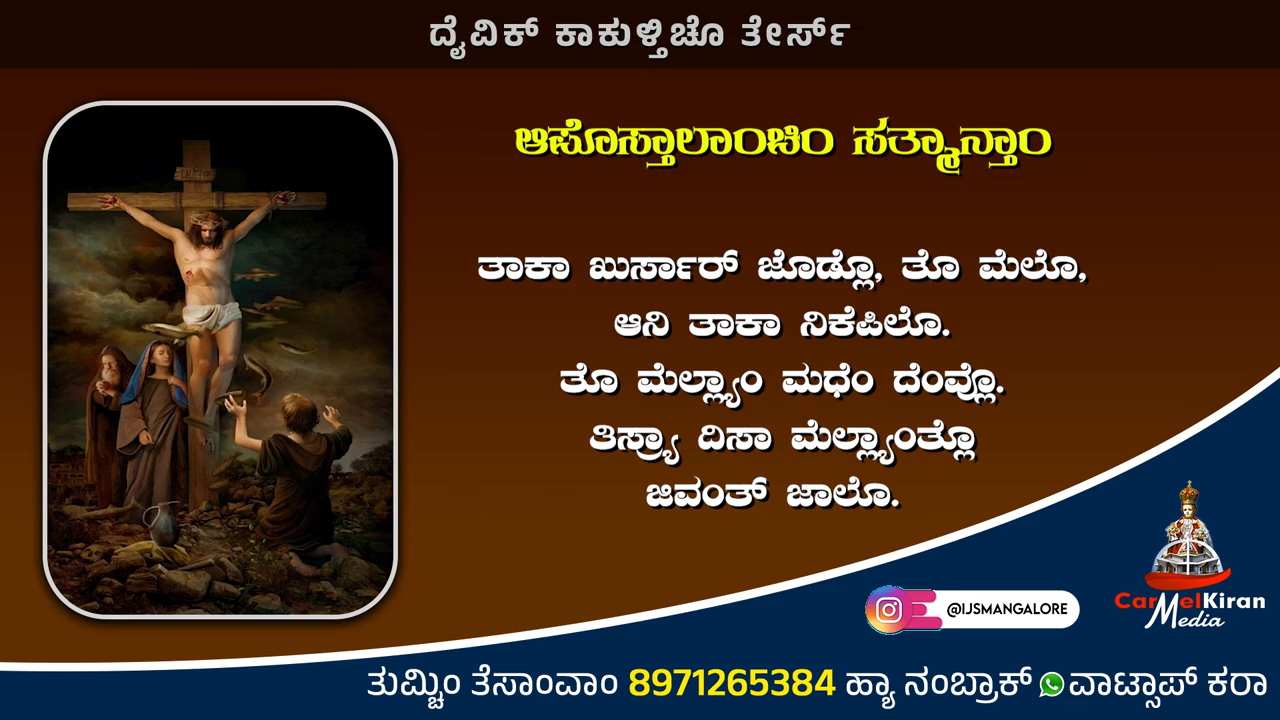 ದೈವಿಕ್ ಕಾಕುಳ್ತಿಚೊ ತೇರ್ಸ್
ಆಪೊಸ್ತಾಲಾಂಚಿಂ ಸತ್ಮಾನ್ತಾಂ
ತಾಕಾ ಖುರ್ಸಾರ್ ಜೊಡ್ಲೊ, ತೊ ಮೆಲೊ,
ಆನಿ ತಾಕಾ ನಿಕೆಪಿಲೊ.
ತೊ ಮೆಲ್ಲ್ಯಾಂ ಮಧೆಂ ದೆಂವ್ಲೊ.
ತಿಸ್ರ್ಯಾ ದಿಸಾ ಮೆಲ್ಲ್ಯಾಂತ್ಲೊ
ಜಿವಂತ್ ಜಾಲೊ.
@IJSMANGALORE
CarmelKiran
Media
ತುಮ್ಚಿಂ ತೆಸಾಂವಾಂ 8971265384 ಹ್ಯಾ ನಂಬ್ರಾಕ್ ವಾಟ್ಸಾಪ್ ಕರಾ